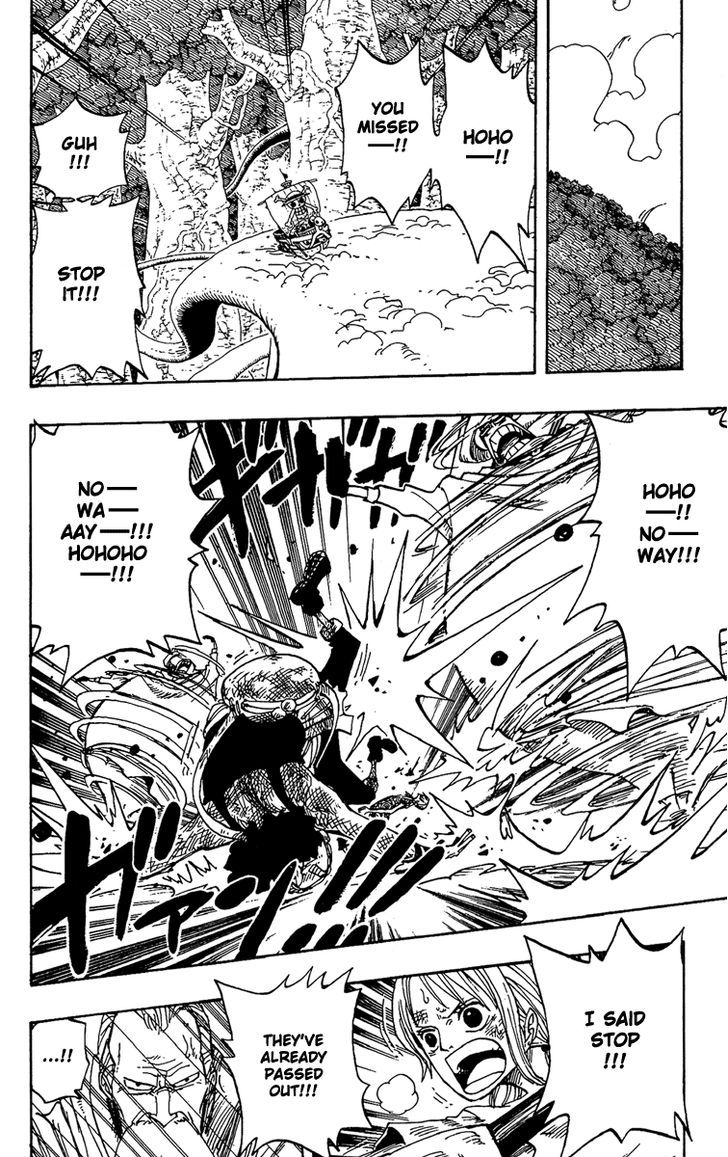 HOHO
—!!
YOU
MISSED
—!!
GUH
!!!
STOP
IT!!!
HOHO
—!!
NO—
WAY!!!
NO—
WA—
AAY—!!!
HOHOHO
—!!!
I SAID
STOP
!!!
THEY'VE
ALREADY
PASSED
OUT!!!
...!!